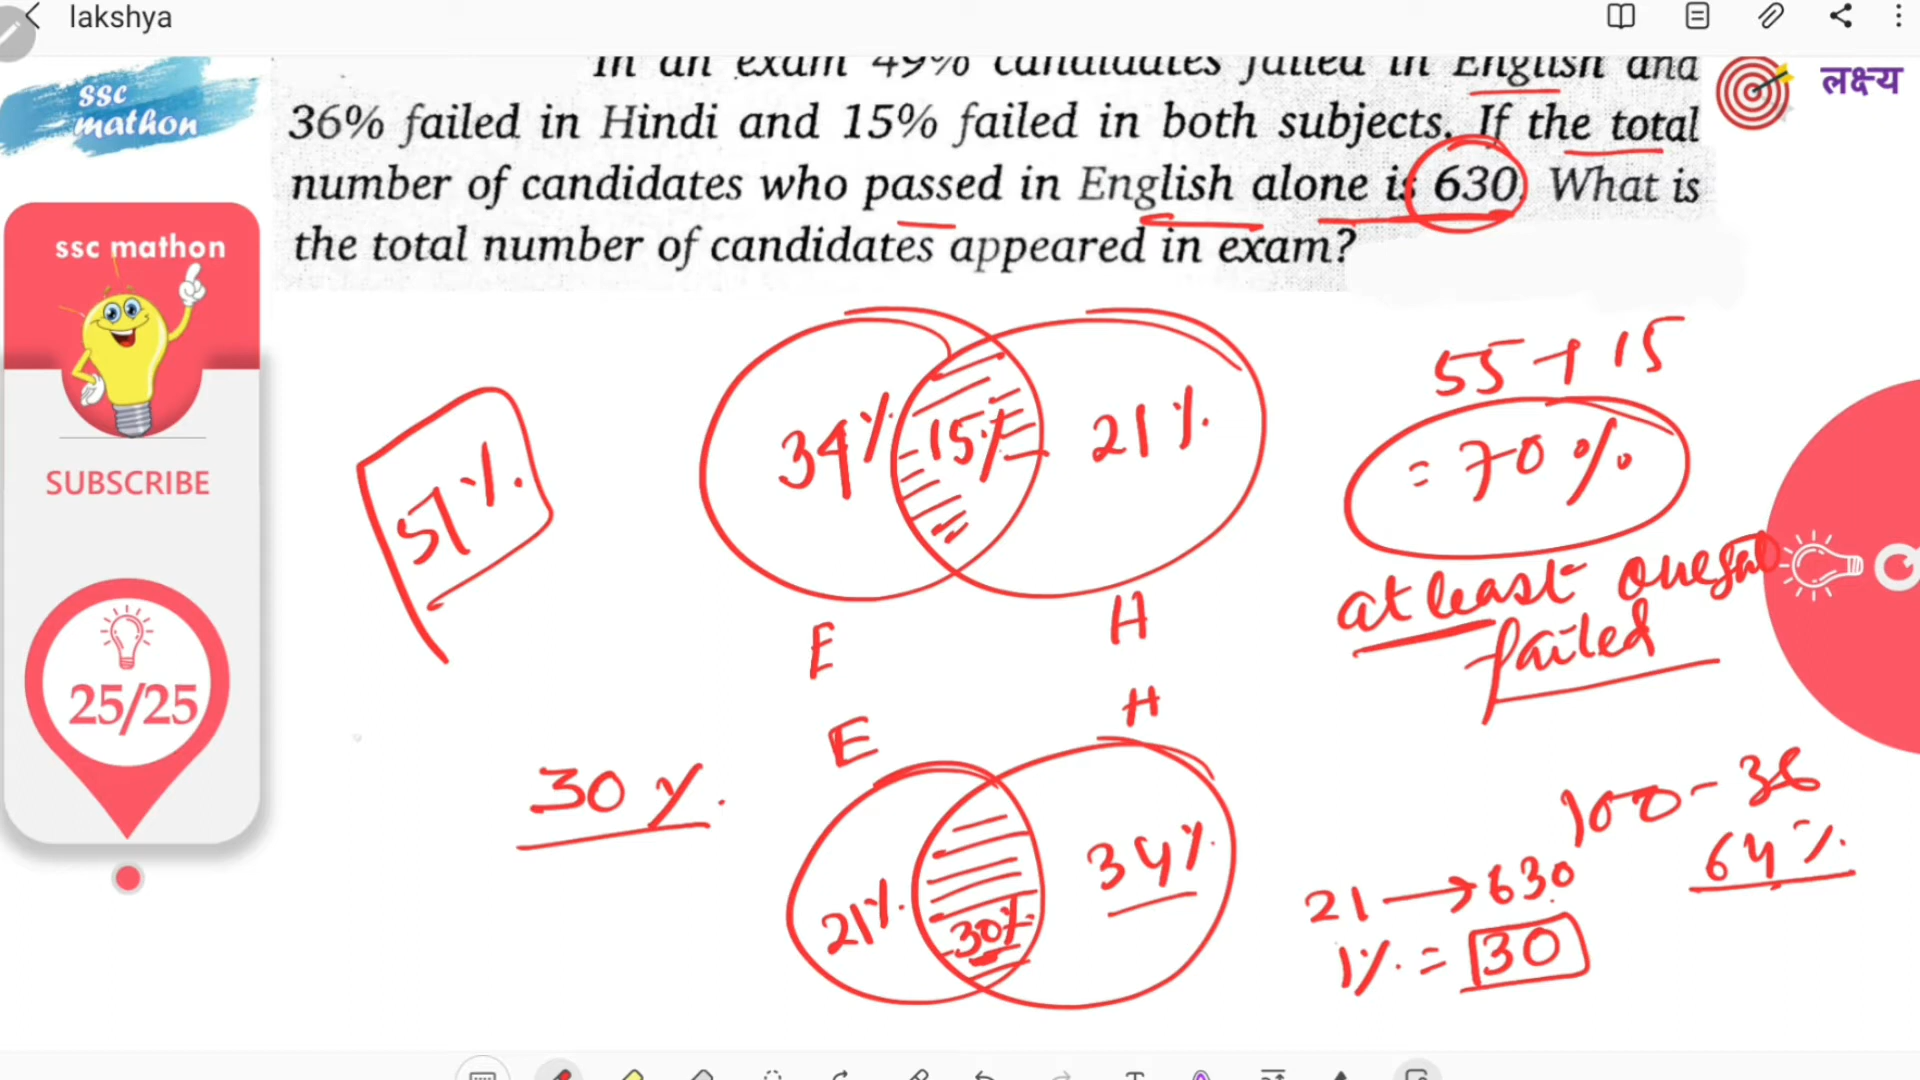 lakshya
In an exam 49% candidates failed in English and
36% failed in Hindi and 15% failed in both subjects. If the total
number of candidates who passed in English alone is 630. What is
the total number of candidates appeared in exam?
ssc
mathon
लक्ष्य
ssc mathon
SUBSCRIBE
25/25
51%.
34%
15%
21%.
E
H
55+15
= 70%
at least one
failed
E
H
30%.
21%.
30%
34%.
100-36
64%.
21 → 630
1% = 30